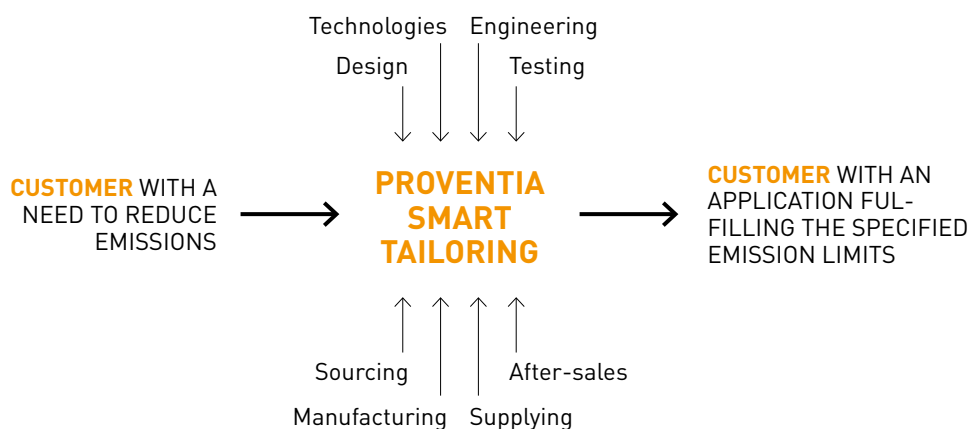 Technologies
Engineering
Design
Testing
CUSTOMER WITH A
NEED TO REDUCE
EMISSIONS
PROVENTIA
SMART
TAILORING
CUSTOMER WITH AN
APPLICATION FUL-
FILLING THE SPECIFIED
EMISSION LIMITS
Sourcing
After-sales
Manufacturing
Supplying